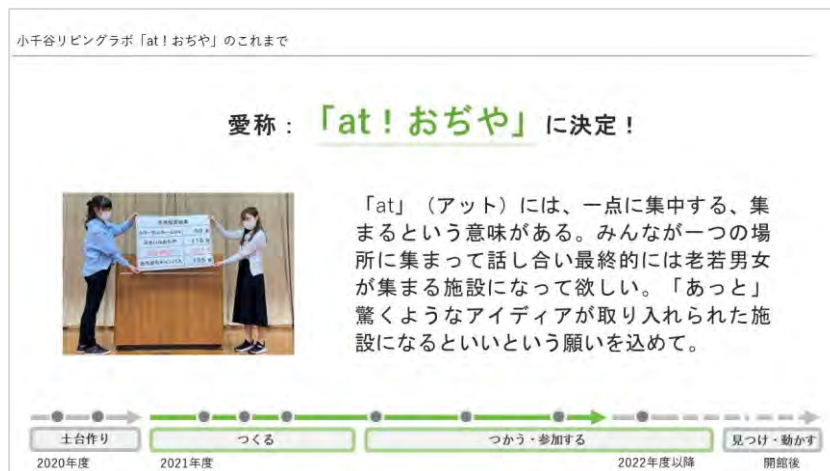 小千谷リビングラボ「at！おぢや」のこれまで
愛称：「at！おぢや」に決定！
「at」（アット）には、一点に集中する、集
まるという意味がある。みんなが一つの場
所に集まって話し合い最終的には老若男女
が集まる施設になって欲しい。「あっと」
驚くようなアイディアが取り入れられた施
設になるといいという願いを込めて。
土台作り
つくる
つかう・参加する
見つけ・動かす
2020年度
2021年度
2022年度以降
開館後